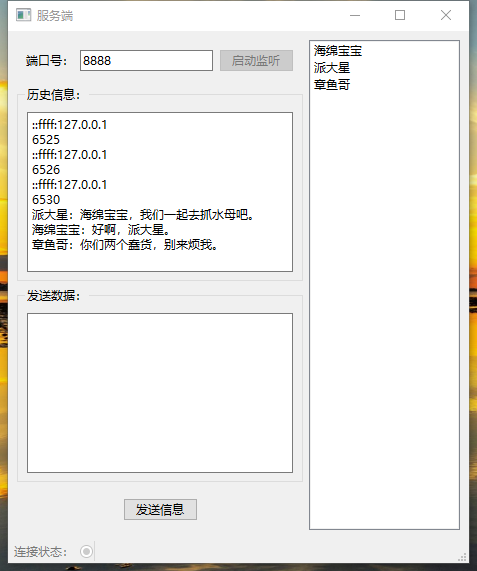 服务端
端口号： 8888 启动监听
历史信息：
::ffff:127.0.0.1
6525
::ffff:127.0.0.1
6526
::ffff:127.0.0.1
6530
派大星：海绵宝宝，我们一起去抓水母吧。
海绵宝宝：好啊，派大星。
章鱼哥：你们两个蠢货，别来烦我。
发送数据：
发送信息
连接状态：
海绵宝宝
派大星
章鱼哥